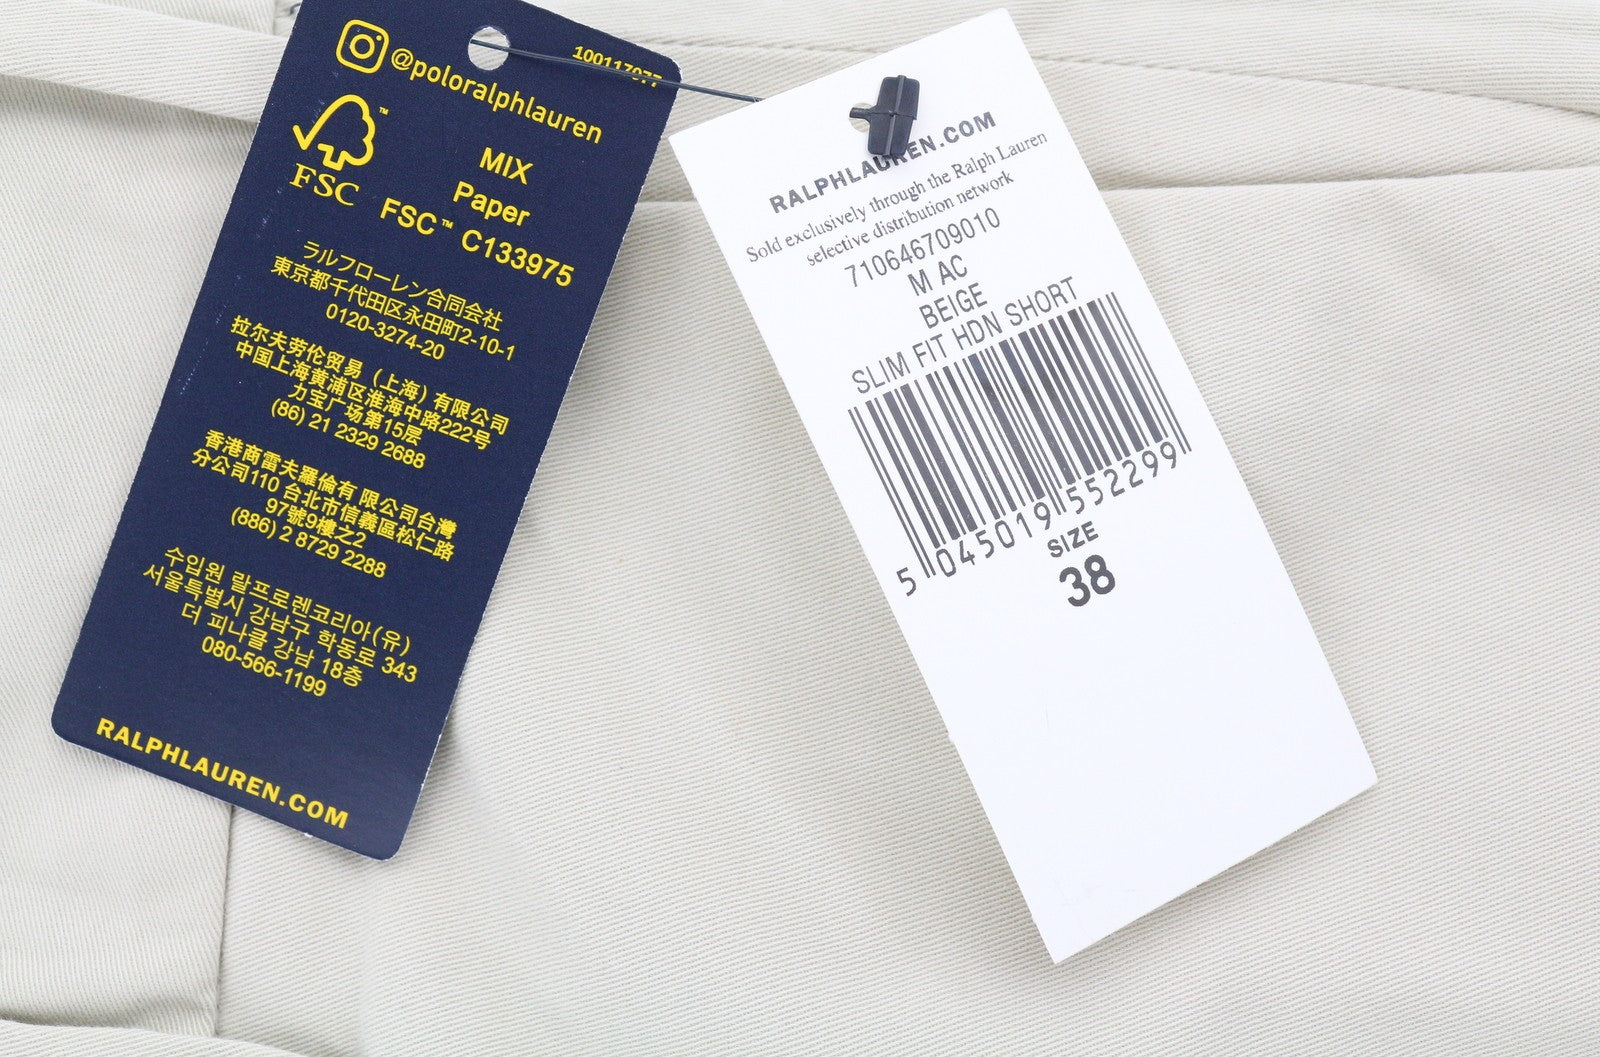 @poloralphlauren
FSC
MIX
Paper
FSC™ C133975
ラルフローレン合同会社
東京都千代田区永田町2-10-1
0120-3274-20
拉尔夫劳伦贸易（上海）有限公司
中国上海黄浦区淮海中路222号
力宝广场第15层
(86) 21 2329 2688
香港商雷夫羅倫有限公司台灣
分公司110 台北市信義區松仁路
97號9樓之2
(886) 2 8729 2288
수입원 랄프로렌코리아(유)
서울특별시 강남구 학동로 343
더 피나클 강남 18층
080-566-1199
RALPHLAUREN.COM
RALPHLAUREN.COM
Sold exclusively through the Ralph Lauren
selective distribution network
710646709010
M AC
BEIGE
SLIM FIT HDN SHORT
5 045019 552299
SIZE
38